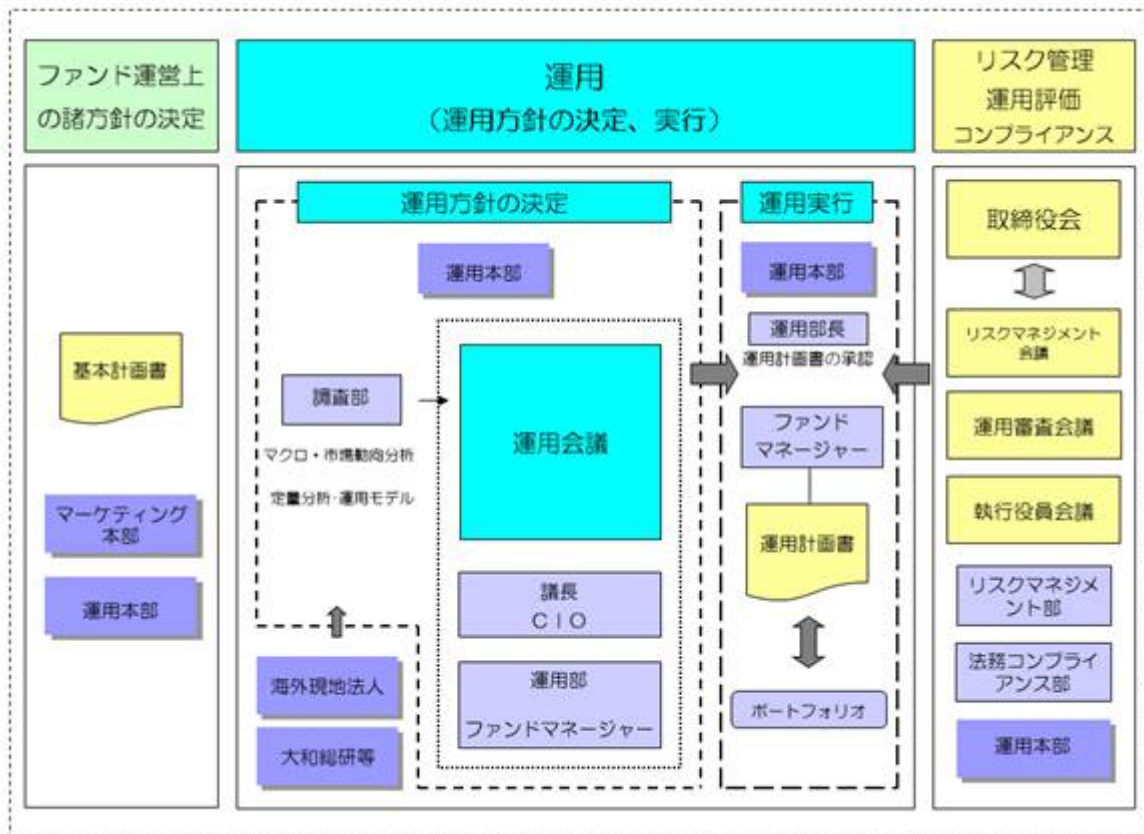 ファンド運営上
の諸方針の決定
運用
（運用方針の決定、実行）
リスク管理
運用評価
コンプライアンス
基本計画書
マーケティング
本部
運用本部
運用方針の決定
運用本部
調査部
マクロ・市場動向分析
定量分析・運用モデル
運用会議
議長
ＣＩＯ
運用部
ファンドマネージャー
海外現地法人
大和総研等
運用実行
運用本部
運用部長
運用計画書の承認
ファンド
マネージャー
運用計画書
ポートフォリオ
取締役会
リスクマネジメント
会議
運用審査会議
執行役員会議
リスクマネジメ
ント部
法務コンプライ
アンス部
運用本部